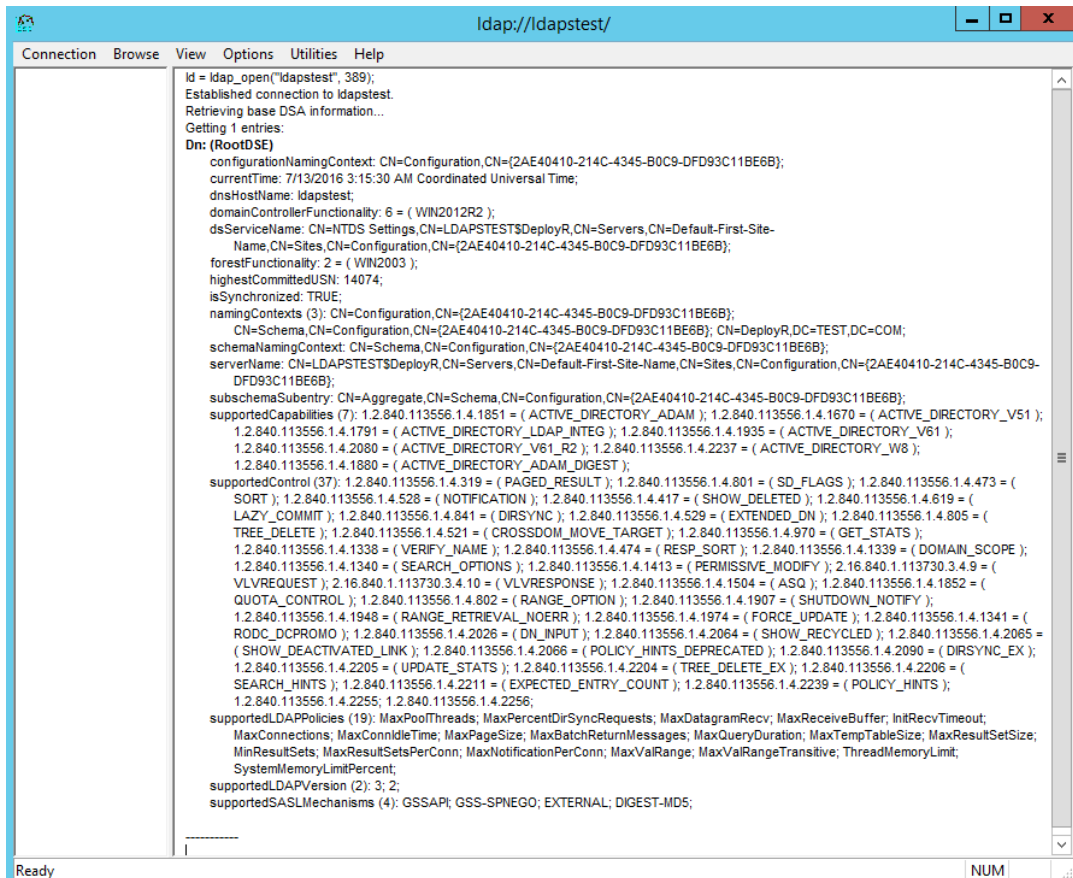 ldap://ldapstest/
Connection Browse View Options Utilities Help
ld = ldap_open("ldapstest", 389);
Established connection to ldapstest.
Retrieving base DSA information...
Getting 1 entries:
Dn: (RootDSE)
configurationNamingContext: CN=Configuration,CN={2AE40410-214C-4345-B0C9-DFD93C11BE6B};
currentTime: 7/13/2016 3:15:30 AM Coordinated Universal Time;
dnsHostName: ldapstest;
domainControllerFunctionality: 6 = ( WIN2012R2 );
dsServiceName: CN=NTDS Settings,CN=LDAPSTEST$DeployR,CN=Servers,CN=Default-First-Site-
Name,CN=Sites,CN=Configuration,CN={2AE40410-214C-4345-B0C9-DFD93C11BE6B};
forestFunctionality: 2 = ( WIN2003 );
highestCommittedUSN: 14074;
isSynchronized: TRUE;
namingContexts (3): CN=Configuration,CN={2AE40410-214C-4345-B0C9-DFD93C11BE6B};
CN=Schema,CN=Configuration,CN={2AE40410-214C-4345-B0C9-DFD93C11BE6B}; CN=DeployR,DC=TEST,DC=COM;
schemaNamingContext: CN=Schema,CN=Configuration,CN={2AE40410-214C-4345-B0C9-DFD93C11BE6B};
serverName: CN=LDAPSTEST$DeployR,CN=Servers,CN=Default-First-Site-Name,CN=Sites,CN=Configuration,CN={2AE40410-214C-4345-B0C9-
DFD93C11BE6B};
subschemaSubentry: CN=Aggregate,CN=Schema,CN=Configuration,CN={2AE40410-214C-4345-B0C9-DFD93C11BE6B};
supportedCapabilities (7): 1.2.840.113556.1.4.1851 = ( ACTIVE_DIRECTORY_ADAM ); 1.2.840.113556.1.4.1670 = ( ACTIVE_DIRECTORY_V51 );
1.2.840.113556.1.4.1791 = ( ACTIVE_DIRECTORY_LDAP_INTEG ); 1.2.840.113556.1.4.1935 = ( ACTIVE_DIRECTORY_V61 );
1.2.840.113556.1.4.2080 = ( ACTIVE_DIRECTORY_V61_R2 ); 1.2.840.113556.1.4.2237 = ( ACTIVE_DIRECTORY_W8 );
1.2.840.113556.1.4.1880 = ( ACTIVE_DIRECTORY_ADAM_DIGEST );
supportedControl (37): 1.2.840.113556.1.4.319 = ( PAGED_RESULT ); 1.2.840.113556.1.4.801 = ( SD_FLAGS ); 1.2.840.113556.1.4.473 = (
SORT ); 1.2.840.113556.1.4.528 = ( NOTIFICATION ); 1.2.840.113556.1.4.417 = ( SHOW_DELETED ); 1.2.840.113556.1.4.619 = (
LAZY_COMMIT ); 1.2.840.113556.1.4.841 = ( DIRSYNC ); 1.2.840.113556.1.4.529 = ( EXTENDED_DN ); 1.2.840.113556.1.4.805 = (
TREE_DELETE ); 1.2.840.113556.1.4.521 = ( CROSSDOM_MOVE_TARGET ); 1.2.840.113556.1.4.970 = ( GET_STATS );
1.2.840.113556.1.4.1338 = ( VERIFY_NAME ); 1.2.840.113556.1.4.474 = ( RESP_SORT ); 1.2.840.113556.1.4.1339 = ( DOMAIN_SCOPE );
1.2.840.113556.1.4.1340 = ( SEARCH_OPTIONS ); 1.2.840.113556.1.4.1413 = ( PERMISSIVE_MODIFY ); 2.16.840.1.113730.3.4.9 = (
VLVREQUEST ); 2.16.840.1.113730.3.4.10 = ( VLVRESPONSE ); 1.2.840.113556.1.4.1504 = ( ASQ ); 1.2.840.113556.1.4.1852 = (
QUOTA_CONTROL ); 1.2.840.113556.1.4.802 = ( RANGE_OPTION ); 1.2.840.113556.1.4.1907 = ( SHUTDOWN_NOTIFY );
1.2.840.113556.1.4.1948 = ( RANGE_RETRIEVAL_NOERR ); 1.2.840.113556.1.4.1974 = ( FORCE_UPDATE ); 1.2.840.113556.1.4.1341 = (
RODC_DCPROMO ); 1.2.840.113556.1.4.2026 = ( DN_INPUT ); 1.2.840.113556.1.4.2064 = ( SHOW_RECYCLED ); 1.2.840.113556.1.4.2065 =
( SHOW_DEACTIVATED_LINK ); 1.2.840.113556.1.4.2066 = ( POLICY_HINTS_DEPRECATED ); 1.2.840.113556.1.4.2090 = ( DIRSYNC_EX );
1.2.840.113556.1.4.2205 = ( UPDATE_STATS ); 1.2.840.113556.1.4.2204 = ( TREE_DELETE_EX ); 1.2.840.113556.1.4.2206 = (
SEARCH_HINTS ); 1.2.840.113556.1.4.2211 = ( EXPECTED_ENTRY_COUNT ); 1.2.840.113556.1.4.2239 = ( POLICY_HINTS );
1.2.840.113556.1.4.2255; 1.2.840.113556.1.4.2256;
supportedLDAPPolicies (19): MaxPoolThreads; MaxPercentDirSyncRequests; MaxDatagramRecv; MaxReceiveBuffer; InitRecvTimeout;
MaxConnections; MaxConnIdleTime; MaxPageSize; MaxBatchReturnMessages; MaxQueryDuration; MaxTempTableSize; MaxResultSetSize;
MinResultSets; MaxResultSetsPerConn; MaxNotificationPerConn; MaxValRange; MaxValRangeTransitive; ThreadMemoryLimit;
SystemMemoryLimitPercent;
supportedLDAPVersion (2): 3; 2;
supportedSASLMechanisms (4): GSSAPI; GSS-SPNEGO; EXTERNAL; DIGEST-MD5;
-----------
Ready NUM